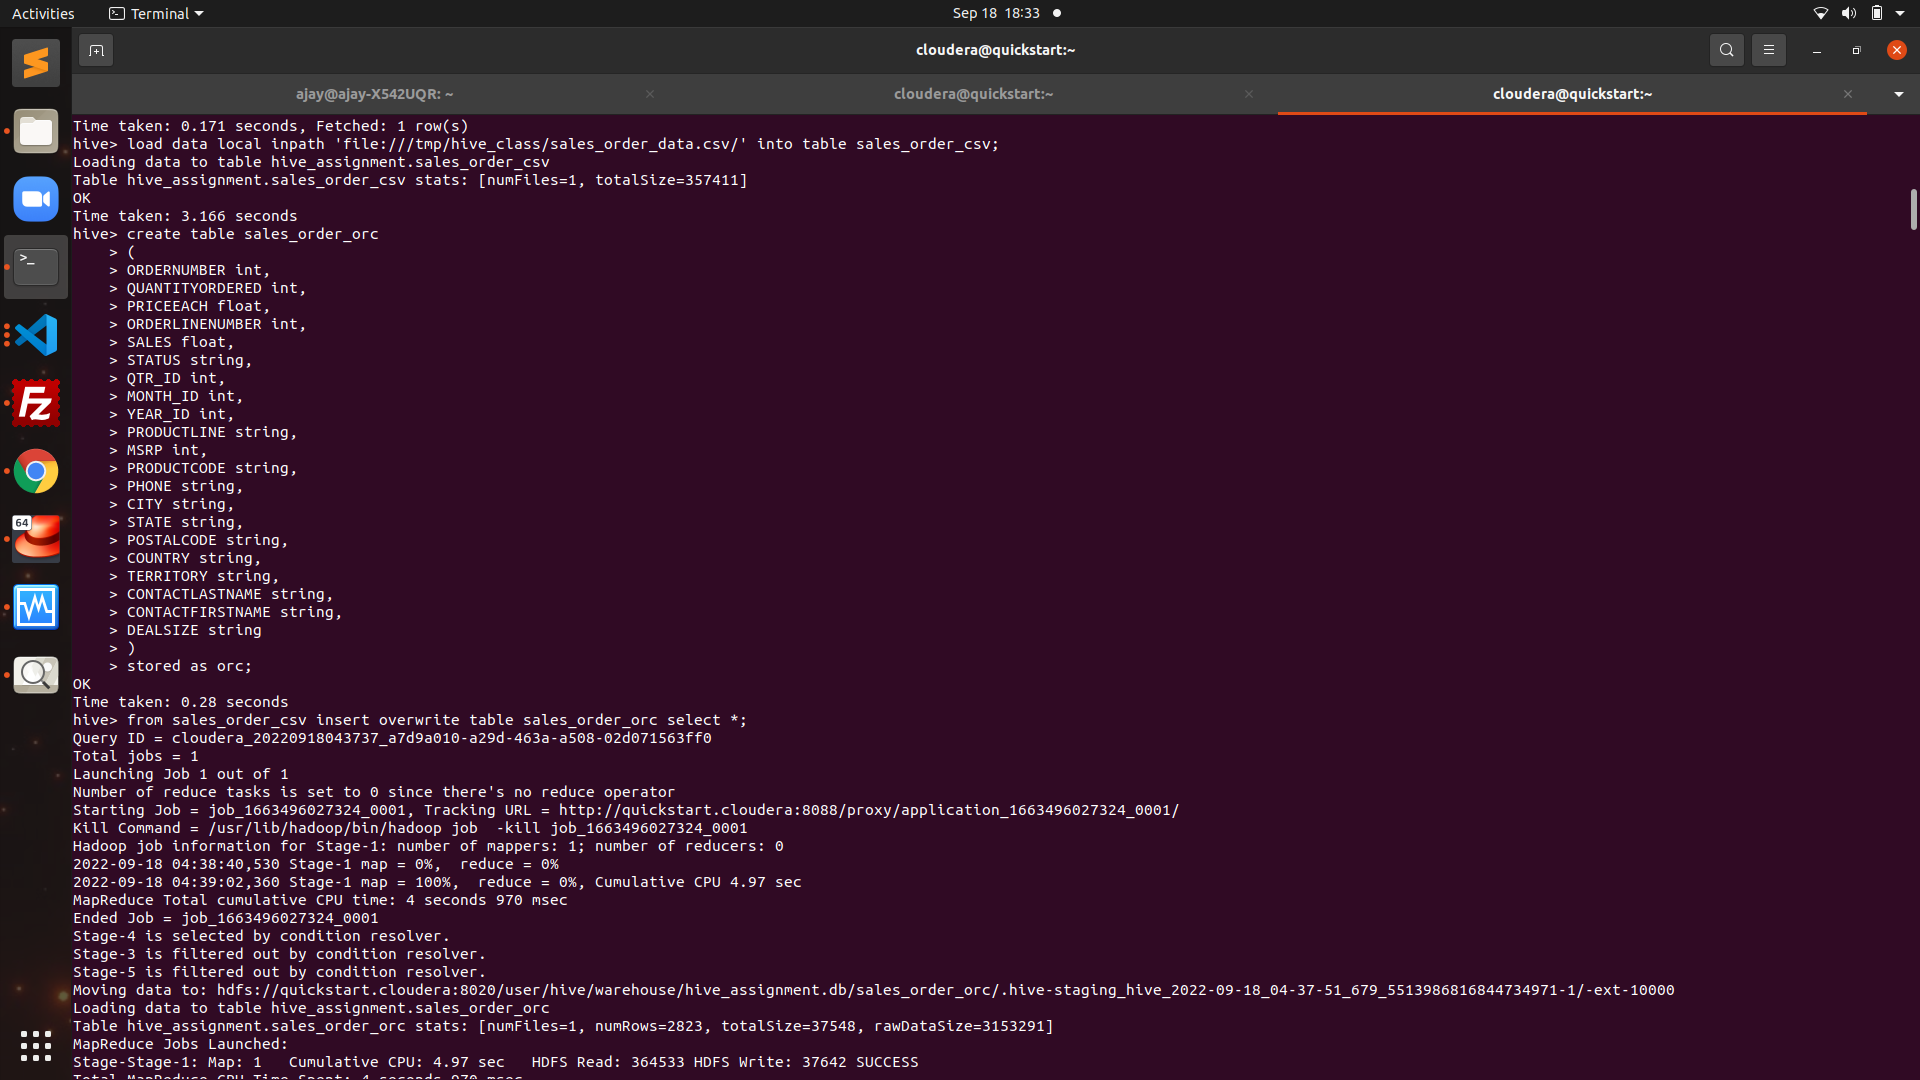 Activities
Terminal
Sep 18 18:33
cloudera@quickstart:~
ajay@ajay-X542UQR: ~
cloudera@quickstart:~
cloudera@quickstart:~
Time taken: 0.171 seconds, Fetched: 1 row(s)
hive> load data local inpath 'file:///tmp/hive_class/sales_order_data.csv/' into table sales_order_csv;
Loading data to table hive_assignment.sales_order_csv
Table hive_assignment.sales_order_csv stats: [numFiles=1, totalSize=357411]
OK
Time taken: 3.166 seconds
hive> create table sales_order_orc
    > (
    > ORDERNUMBER int,
    > QUANTITYORDERED int,
    > PRICEEACH float,
    > ORDERLINENUMBER int,
    > SALES float,
    > STATUS string,
    > QTR_ID int,
    > MONTH_ID int,
    > YEAR_ID int,
    > PRODUCTLINE string,
    > MSRP int,
    > PRODUCTCODE string,
    > PHONE string,
    > CITY string,
    > STATE string,
    > POSTALCODE string,
    > COUNTRY string,
    > TERRITORY string,
    > CONTACTLASTNAME string,
    > CONTACTFIRSTNAME string,
    > DEALSIZE string
    > )
    > stored as orc;
OK
Time taken: 0.28 seconds
hive> from sales_order_csv insert overwrite table sales_order_orc select *;
Query ID = cloudera_20220918043737_a7d9a010-a29d-463a-a508-02d071563ff0
Total jobs = 1
Launching Job 1 out of 1
Number of reduce tasks is set to 0 since there's no reduce operator
Starting Job = job_1663496027324_0001, Tracking URL = http://quickstart.cloudera:8088/proxy/application_1663496027324_0001/
Kill Command = /usr/lib/hadoop/bin/hadoop job  -kill job_1663496027324_0001
Hadoop job information for Stage-1: number of mappers: 1; number of reducers: 0
2022-09-18 04:38:40,530 Stage-1 map = 0%,  reduce = 0%
2022-09-18 04:39:02,360 Stage-1 map = 100%,  reduce = 0%, Cumulative CPU 4.97 sec
MapReduce Total cumulative CPU time: 4 seconds 970 msec
Ended Job = job_1663496027324_0001
Stage-4 is selected by condition resolver.
Stage-3 is filtered out by condition resolver.
Stage-5 is filtered out by condition resolver.
Moving data to: hdfs://quickstart.cloudera:8020/user/hive/warehouse/hive_assignment.db/sales_order_orc/.hive-staging_hive_2022-09-18_04-37-51_679_5513986816844734971-1/-ext-10000
Loading data to table hive_assignment.sales_order_orc
Table hive_assignment.sales_order_orc stats: [numFiles=1, numRows=2823, totalSize=37548, rawDataSize=3153291]
MapReduce Jobs Launched:
Stage-Stage-1: Map: 1   Cumulative CPU: 4.97 sec   HDFS Read: 364533 HDFS Write: 37642 SUCCESS
Total MapReduce CPU Time Spent: 4 seconds 970 msec
64